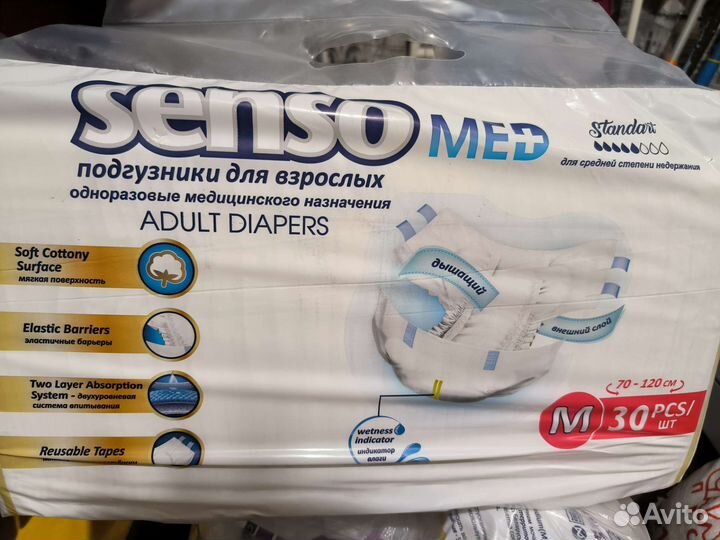 senso MED
Standart
для средней степени недержания
подгузники для взрослых
одноразовые медицинского назначения
ADULT DIAPERS
Soft Cottony
Surface
мягкая поверхность
Elastic Barriers
эластичные барьеры
Two Layer Absorption
System - двухуровневая
система впитывания
Reusable Tapes
дышащий
внешний слой
wetness
indicator
индикатор
влаги
70 - 120 см
M 30 PCS/
шт
Avito